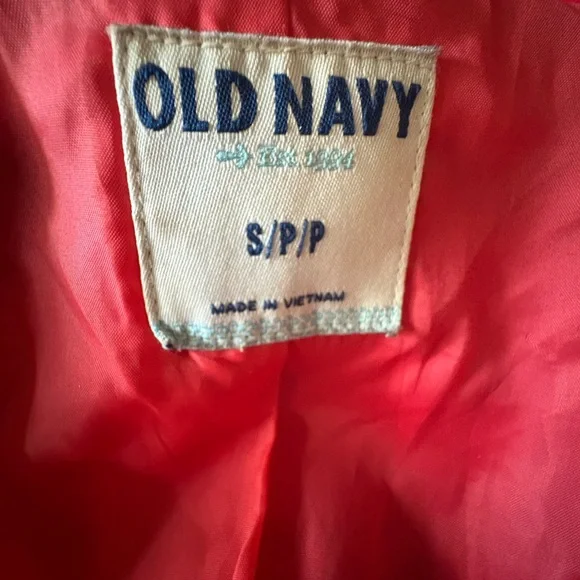 OLD NAVY
Est. 1994
S/P/P
MADE IN VIETNAM